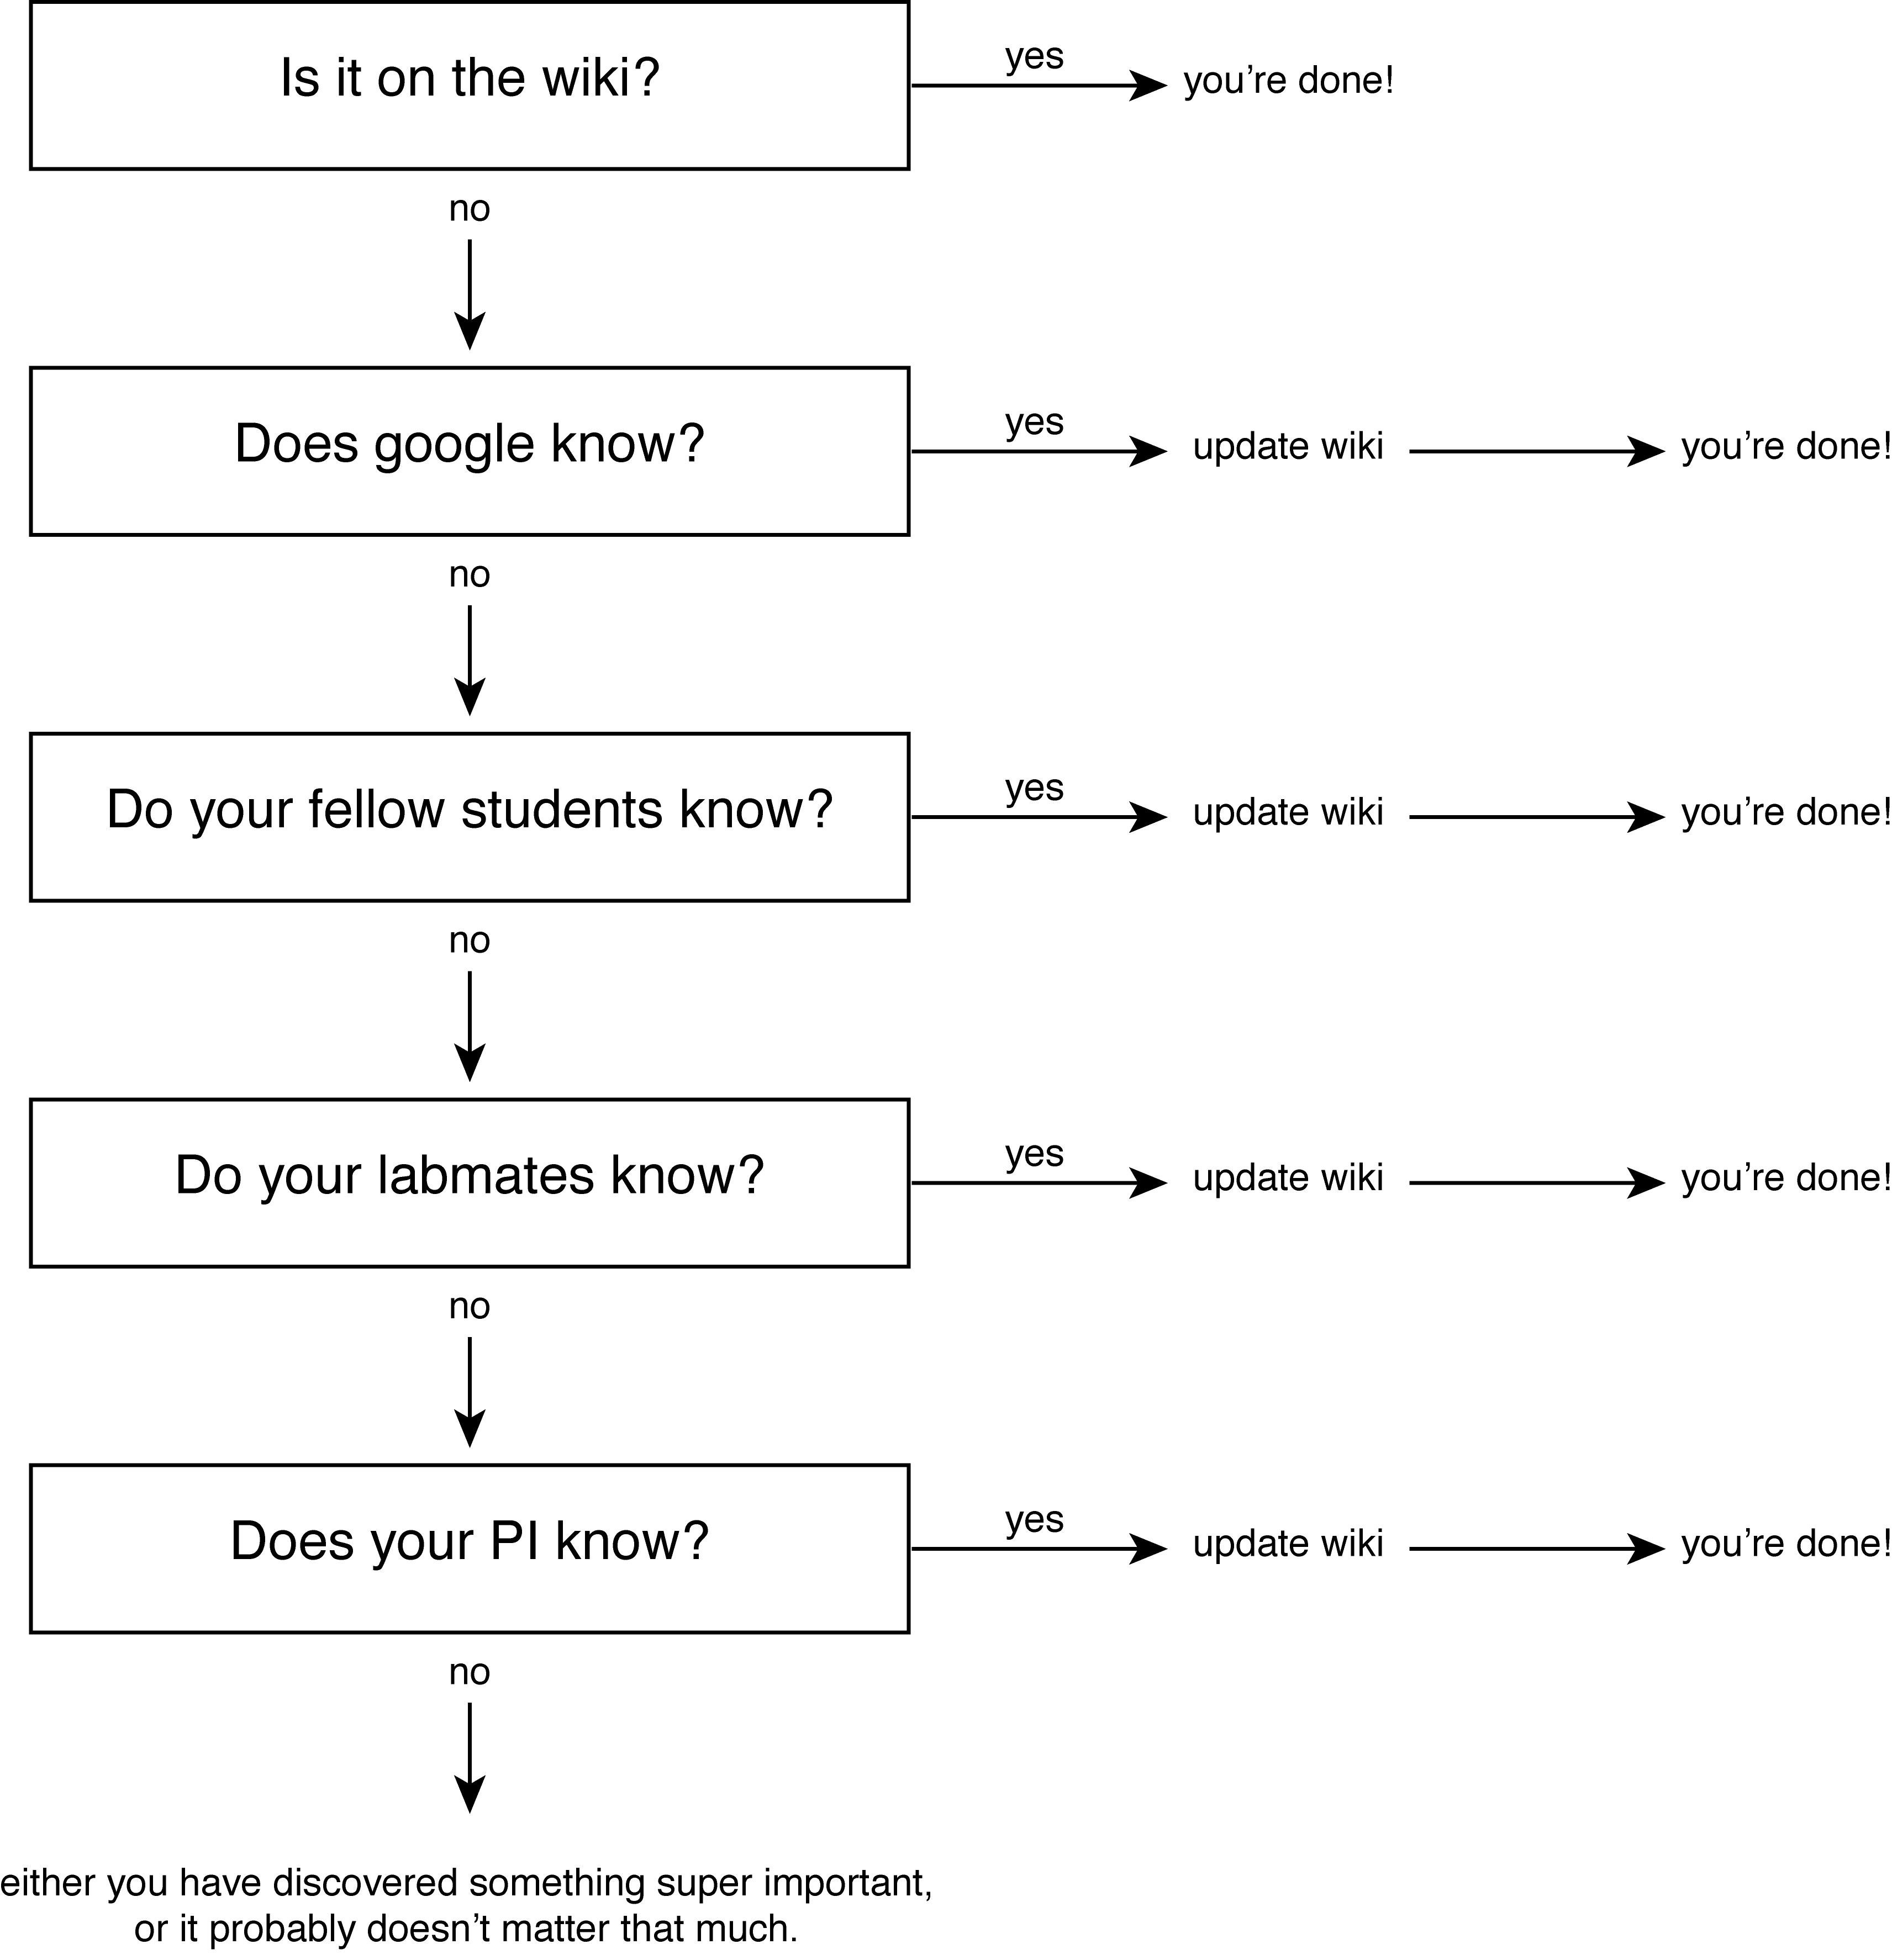 Is it on the wiki?
yes
you're done!
no
Does google know?
yes
update wiki
you're done!
no
Do your fellow students know?
yes
update wiki
you're done!
no
Do your labmates know?
yes
update wiki
you're done!
no
Does your PI know?
yes
update wiki
you're done!
no
either you have discovered something super important,
or it probably doesn't matter that much.